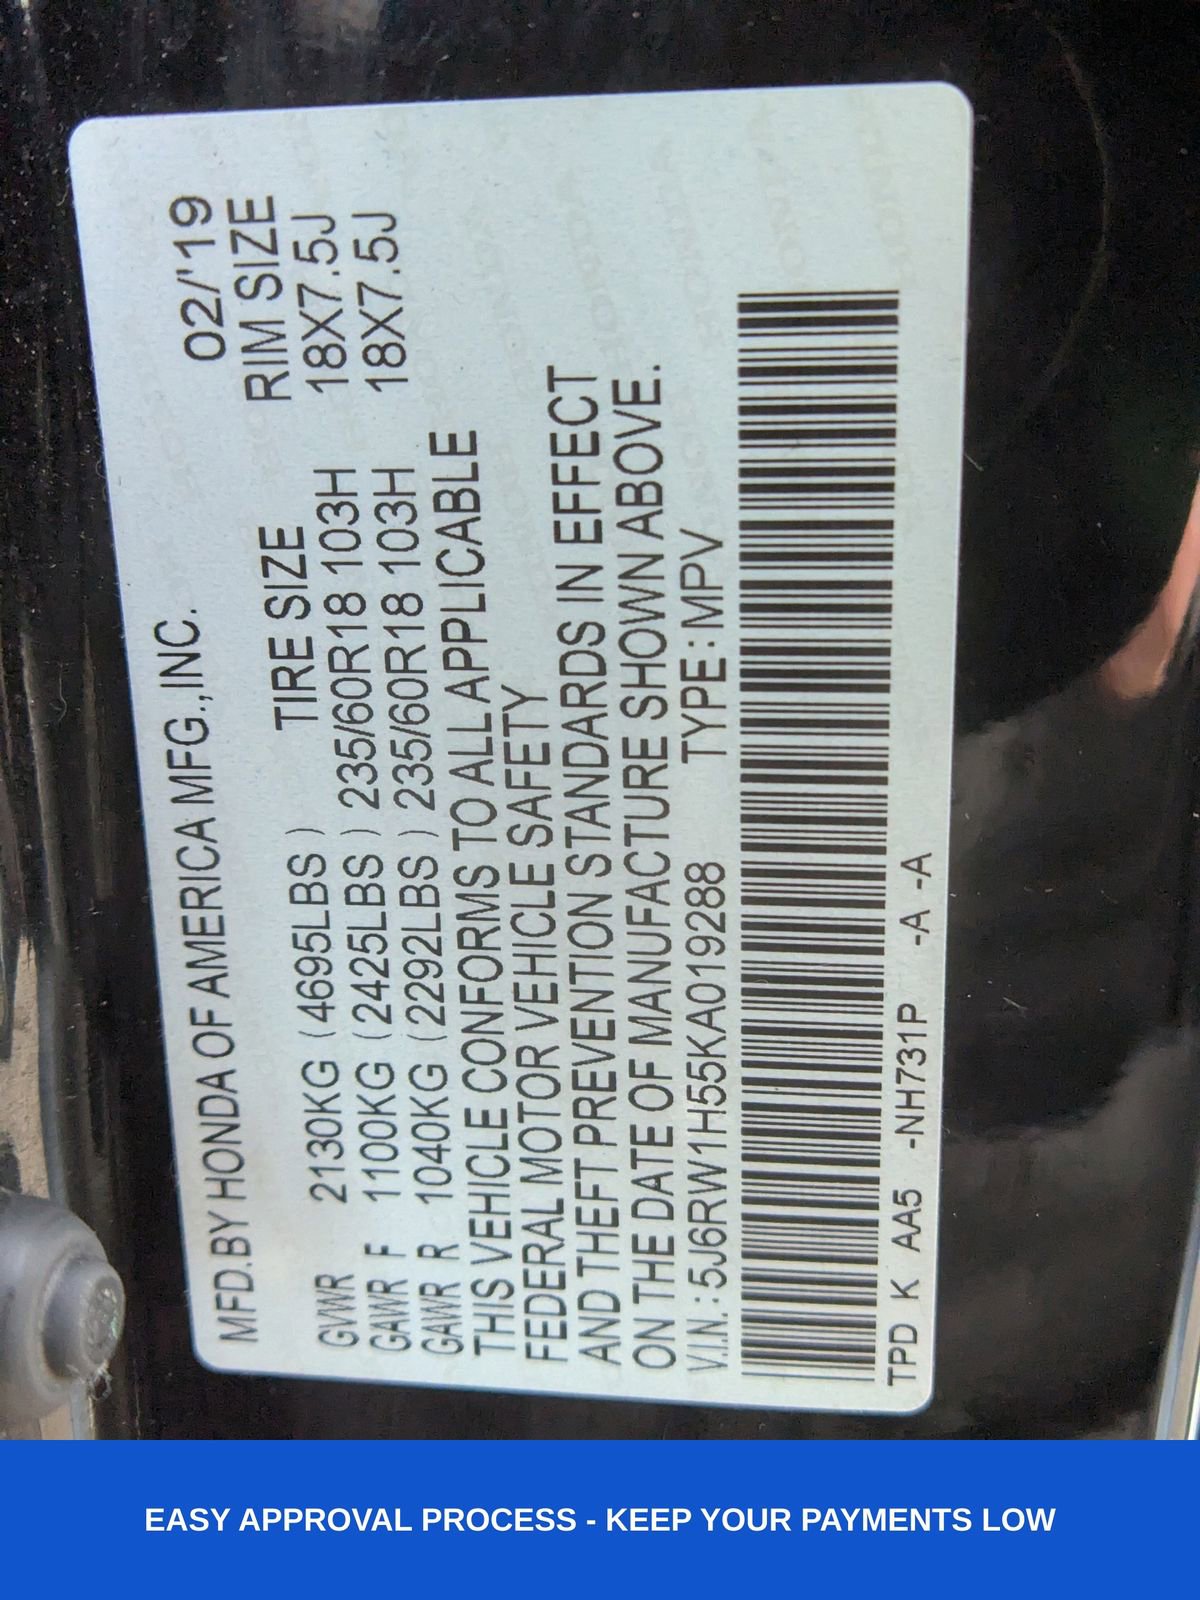 MFD.BY HONDA OF AMERICA MFG.,INC. 02/'19
TIRE SIZE RIM SIZE
GVWR 2130KG (4695LBS)
GAWR F 1100KG (2425LBS) 235/60R18 103H 18X7.5J
GAWR R 1040KG (2292LBS) 235/60R18 103H 18X7.5J
THIS VEHICLE CONFORMS TO ALL APPLICABLE
FEDERAL MOTOR VEHICLE SAFETY
AND THEFT PREVENTION STANDARDS IN EFFECT
ON THE DATE OF MANUFACTURE SHOWN ABOVE.
V.I.N.: 5J6RW1H55KA019288 TYPE: MPV
TPD K AA5 -NH731P -A -A
EASY APPROVAL PROCESS - KEEP YOUR PAYMENTS LOW